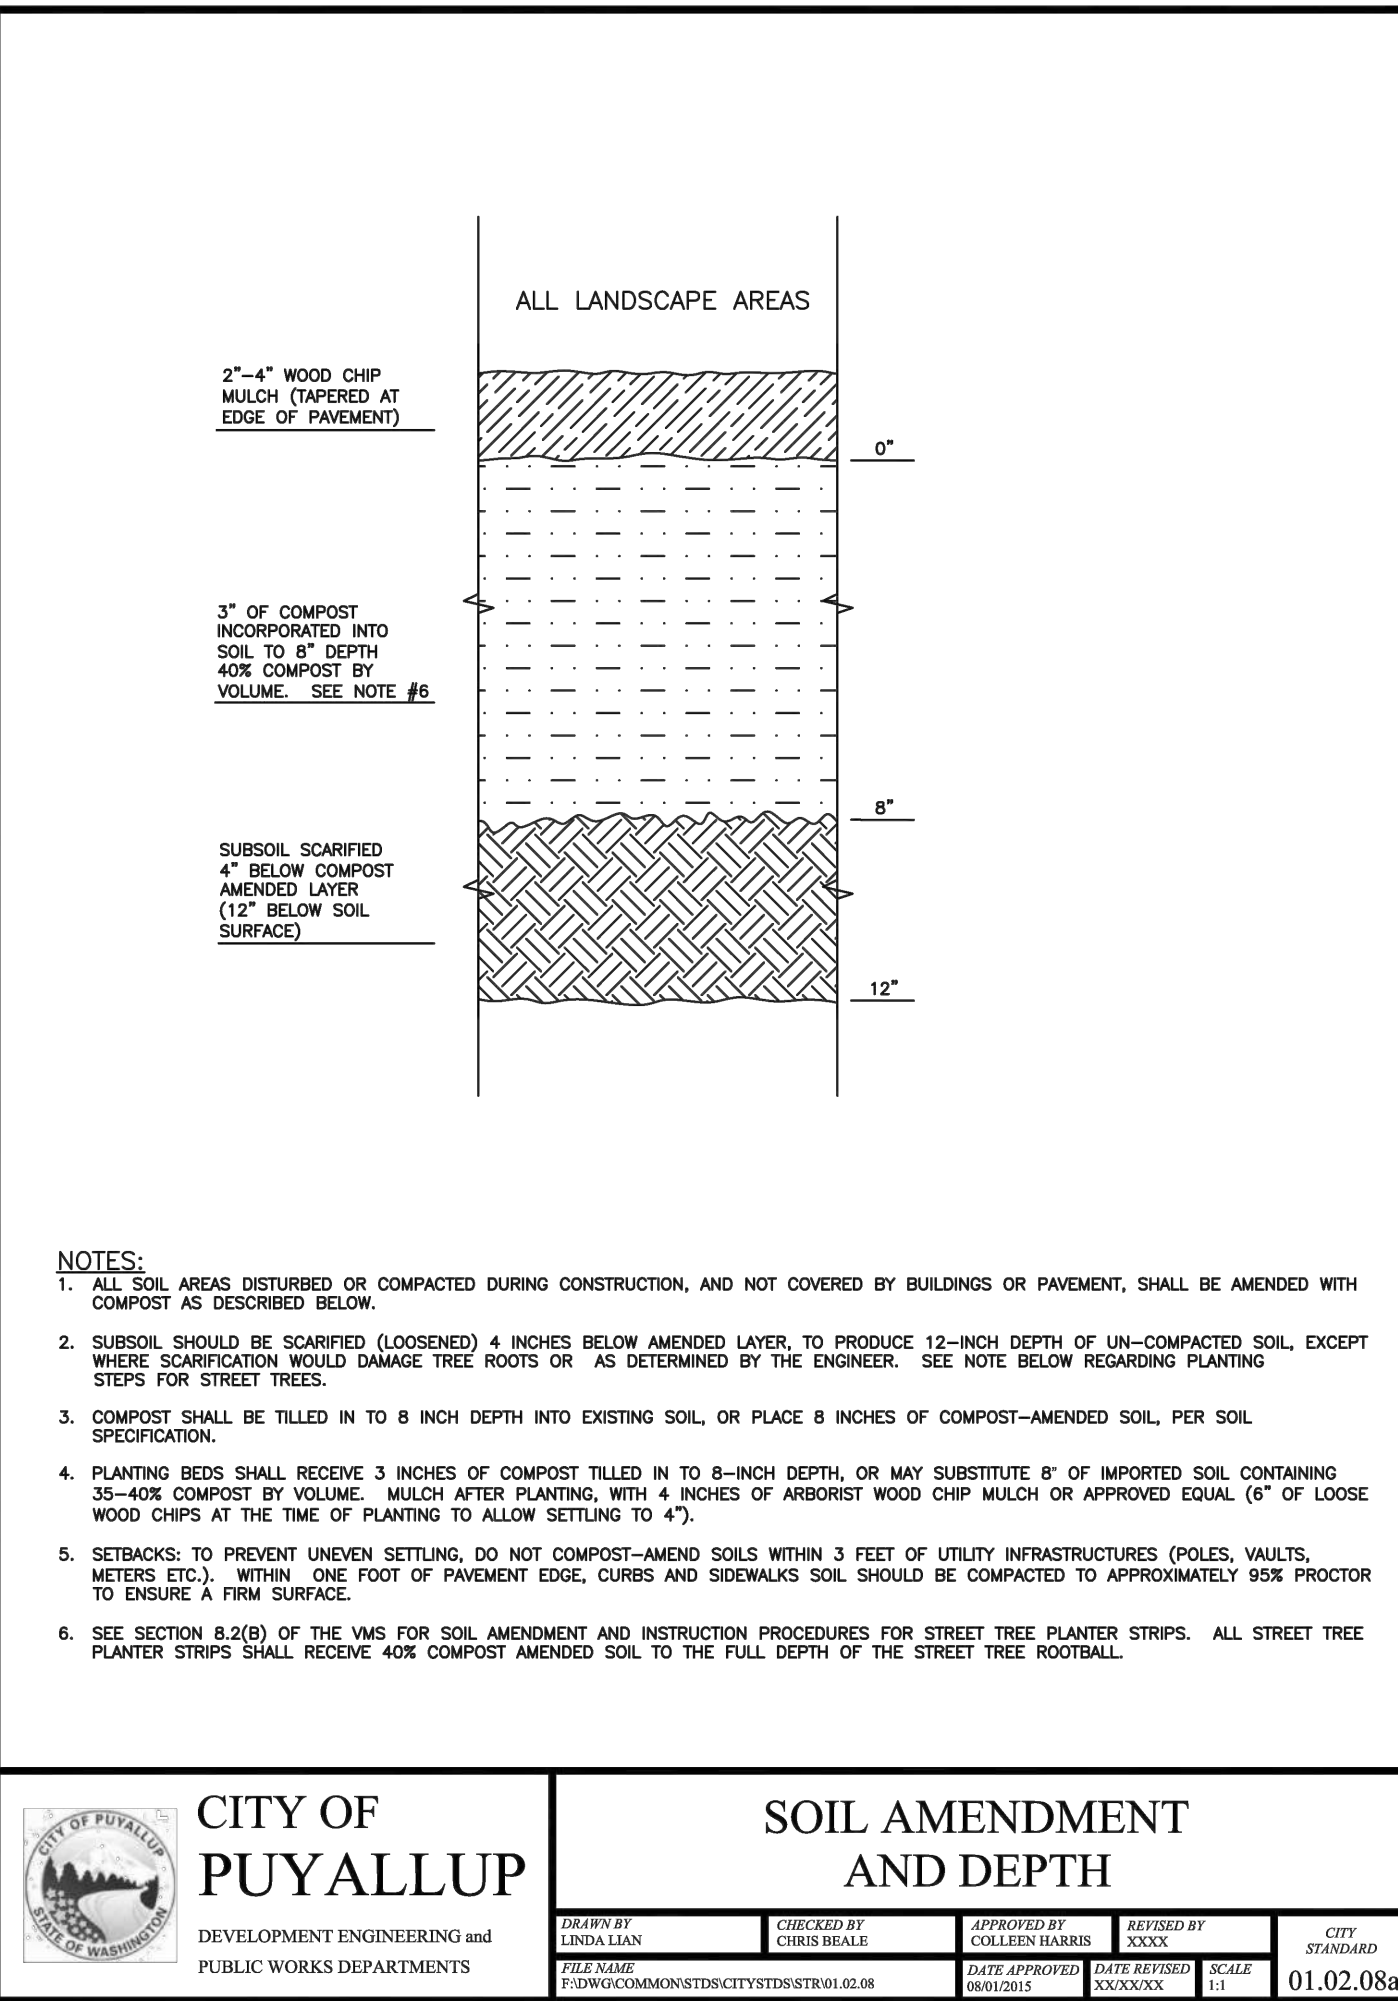 ALL LANDSCAPE AREAS
2"-4" WOOD CHIP
MULCH (TAPERED AT
EDGE OF PAVEMENT)
0"
3" OF COMPOST
INCORPORATED INTO
SOIL TO 8" DEPTH
40% COMPOST BY
VOLUME. SEE NOTE #6
8"
SUBSOIL SCARIFIED
4" BELOW COMPOST
AMENDED LAYER
(12" BELOW SOIL
SURFACE)
12"
NOTES:
1. ALL SOIL AREAS DISTURBED OR COMPACTED DURING CONSTRUCTION, AND NOT COVERED BY BUILDINGS OR PAVEMENT, SHALL BE AMENDED WITH
COMPOST AS DESCRIBED BELOW.
2. SUBSOIL SHOULD BE SCARIFIED (LOOSENED) 4 INCHES BELOW AMENDED LAYER, TO PRODUCE 12-INCH DEPTH OF UN-COMPACTED SOIL, EXCEPT
WHERE SCARIFICATION WOULD DAMAGE TREE ROOTS OR AS DETERMINED BY THE ENGINEER. SEE NOTE BELOW REGARDING PLANTING
STEPS FOR STREET TREES.
3. COMPOST SHALL BE TILLED IN TO 8 INCH DEPTH INTO EXISTING SOIL, OR PLACE 8 INCHES OF COMPOST-AMENDED SOIL, PER SOIL
SPECIFICATION.
4. PLANTING BEDS SHALL RECEIVE 3 INCHES OF COMPOST TILLED IN TO 8-INCH DEPTH, OR MAY SUBSTITUTE 8" OF IMPORTED SOIL CONTAINING
35-40% COMPOST BY VOLUME. MULCH AFTER PLANTING, WITH 4 INCHES OF ARBORIST WOOD CHIP MULCH OR APPROVED EQUAL (6" OF LOOSE
WOOD CHIPS AT THE TIME OF PLANTING TO ALLOW SETTLING TO 4").
5. SETBACKS: TO PREVENT UNEVEN SETTLING, DO NOT COMPOST-AMEND SOILS WITHIN 3 FEET OF UTILITY INFRASTRUCTURES (POLES, VAULTS,
METERS ETC.). WITHIN ONE FOOT OF PAVEMENT EDGE, CURBS AND SIDEWALKS SOIL SHOULD BE COMPACTED TO APPROXIMATELY 95% PROCTOR
TO ENSURE A FIRM SURFACE.
6. SEE SECTION 8.2(B) OF THE VMS FOR SOIL AMENDMENT AND INSTRUCTION PROCEDURES FOR STREET TREE PLANTER STRIPS. ALL STREET TREE
PLANTER STRIPS SHALL RECEIVE 40% COMPOST AMENDED SOIL TO THE FULL DEPTH OF THE STREET TREE ROOTBALL.
CITY OF PUYALLUP
STATE OF WASHINGTON
CITY OF
PUYALLUP
DEVELOPMENT ENGINEERING and
PUBLIC WORKS DEPARTMENTS
SOIL AMENDMENT
AND DEPTH
DRAWN BY
LINDA LIAN
CHECKED BY
CHRIS BEALE
APPROVED BY
COLLEEN HARRIS
REVISED BY
XXXX
FILE NAME
F:\DWG\COMMON\STDS\CITYSTDS\STR\01.02.08
DATE APPROVED
08/01/2015
DATE REVISED
XX/XX/XX
SCALE
1:1
CITY
STANDARD
01.02.08a